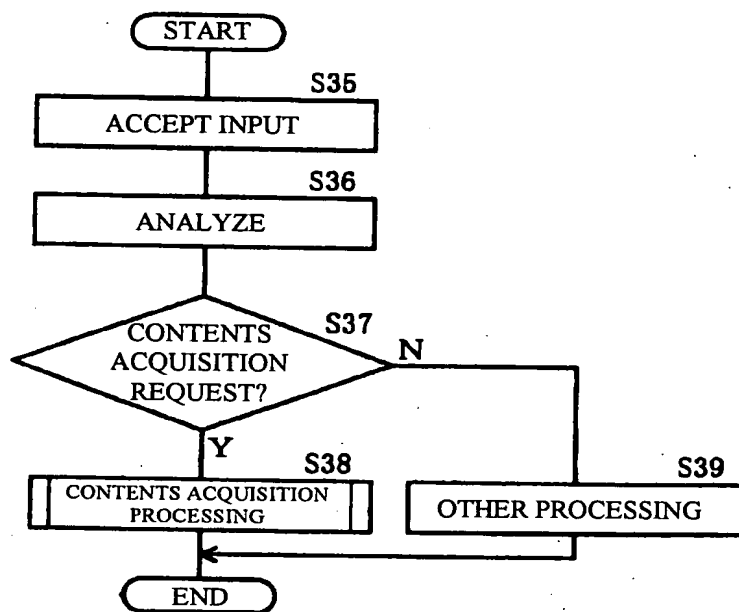 START
S35
ACCEPT INPUT
S36
ANALYZE
S37
CONTENTS
ACQUISITION
REQUEST?
N
Y
S38
CONTENTS ACQUISITION
PROCESSING
S39
OTHER PROCESSING
END